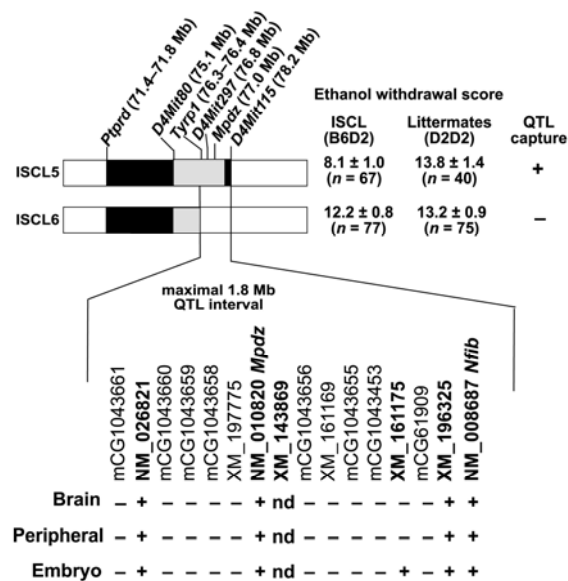 Ptprd (71.4–71.8 Mb)
D4Mit80 (75.1 Mb)
Tyrp1 (76.3–76.4 Mb)
D4Mit297 (76.8 Mb)
Mpdz (77.0 Mb)
D4Mit115 (78.2 Mb)
Ethanol withdrawal score
ISCL Littermates QTL
(B6D2) (D2D2) capture
ISCL5 8.1 ± 1.0 13.8 ± 1.4 +
(n = 67) (n = 40)
ISCL6 12.2 ± 0.8 13.2 ± 0.9 –
(n = 77) (n = 75)
maximal 1.8 Mb
QTL interval
mCG1043661
NM_026821
mCG1043660
mCG1043659
mCG1043658
XM_197775
NM_010820 Mpdz
XM_143869
mCG1043656
XM_161169
mCG1043655
mCG1043453
XM_161175
mCG61909
XM_196325
NM_008687 Nfib
Brain – + – – – – + nd – – – – – – + +
Peripheral – + – – – – + nd – – – – – – + +
Embryo – + – – – – + nd – – – – + – + +